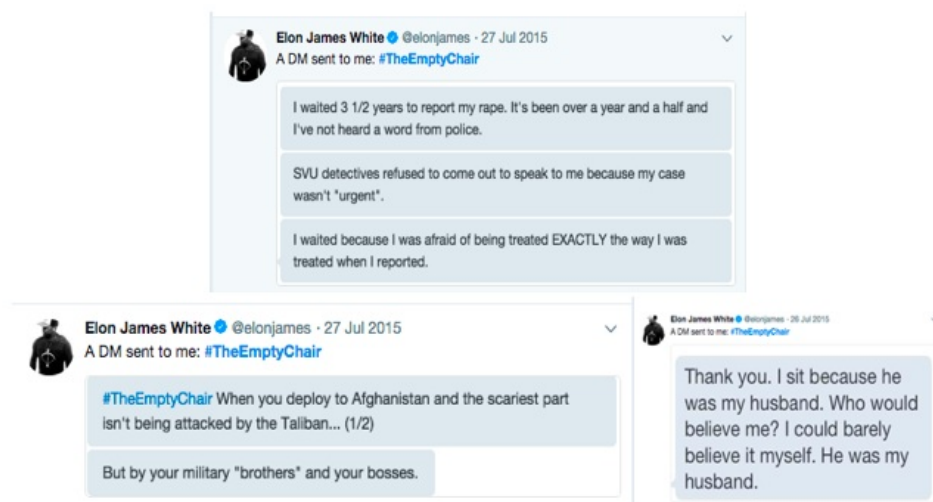 Elon James White @elonjames · 27 Jul 2015
A DM sent to me: #TheEmptyChair
I waited 3 1/2 years to report my rape. It's been over a year and a half and
I've not heard a word from police.
SVU detectives refused to come out to speak to me because my case
wasn't "urgent".
I waited because I was afraid of being treated EXACTLY the way I was
treated when I reported.
Elon James White @elonjames · 27 Jul 2015
A DM sent to me: #TheEmptyChair
#TheEmptyChair When you deploy to Afghanistan and the scariest part
isn't being attacked by the Taliban... (1/2)
But by your military "brothers" and your bosses.
Elon James White @elonjames · 26 Jul 2015
A DM sent to me: #TheEmptyChair
Thank you. I sit because he
was my husband. Who would
believe me? I could barely
believe it myself. He was my
husband.